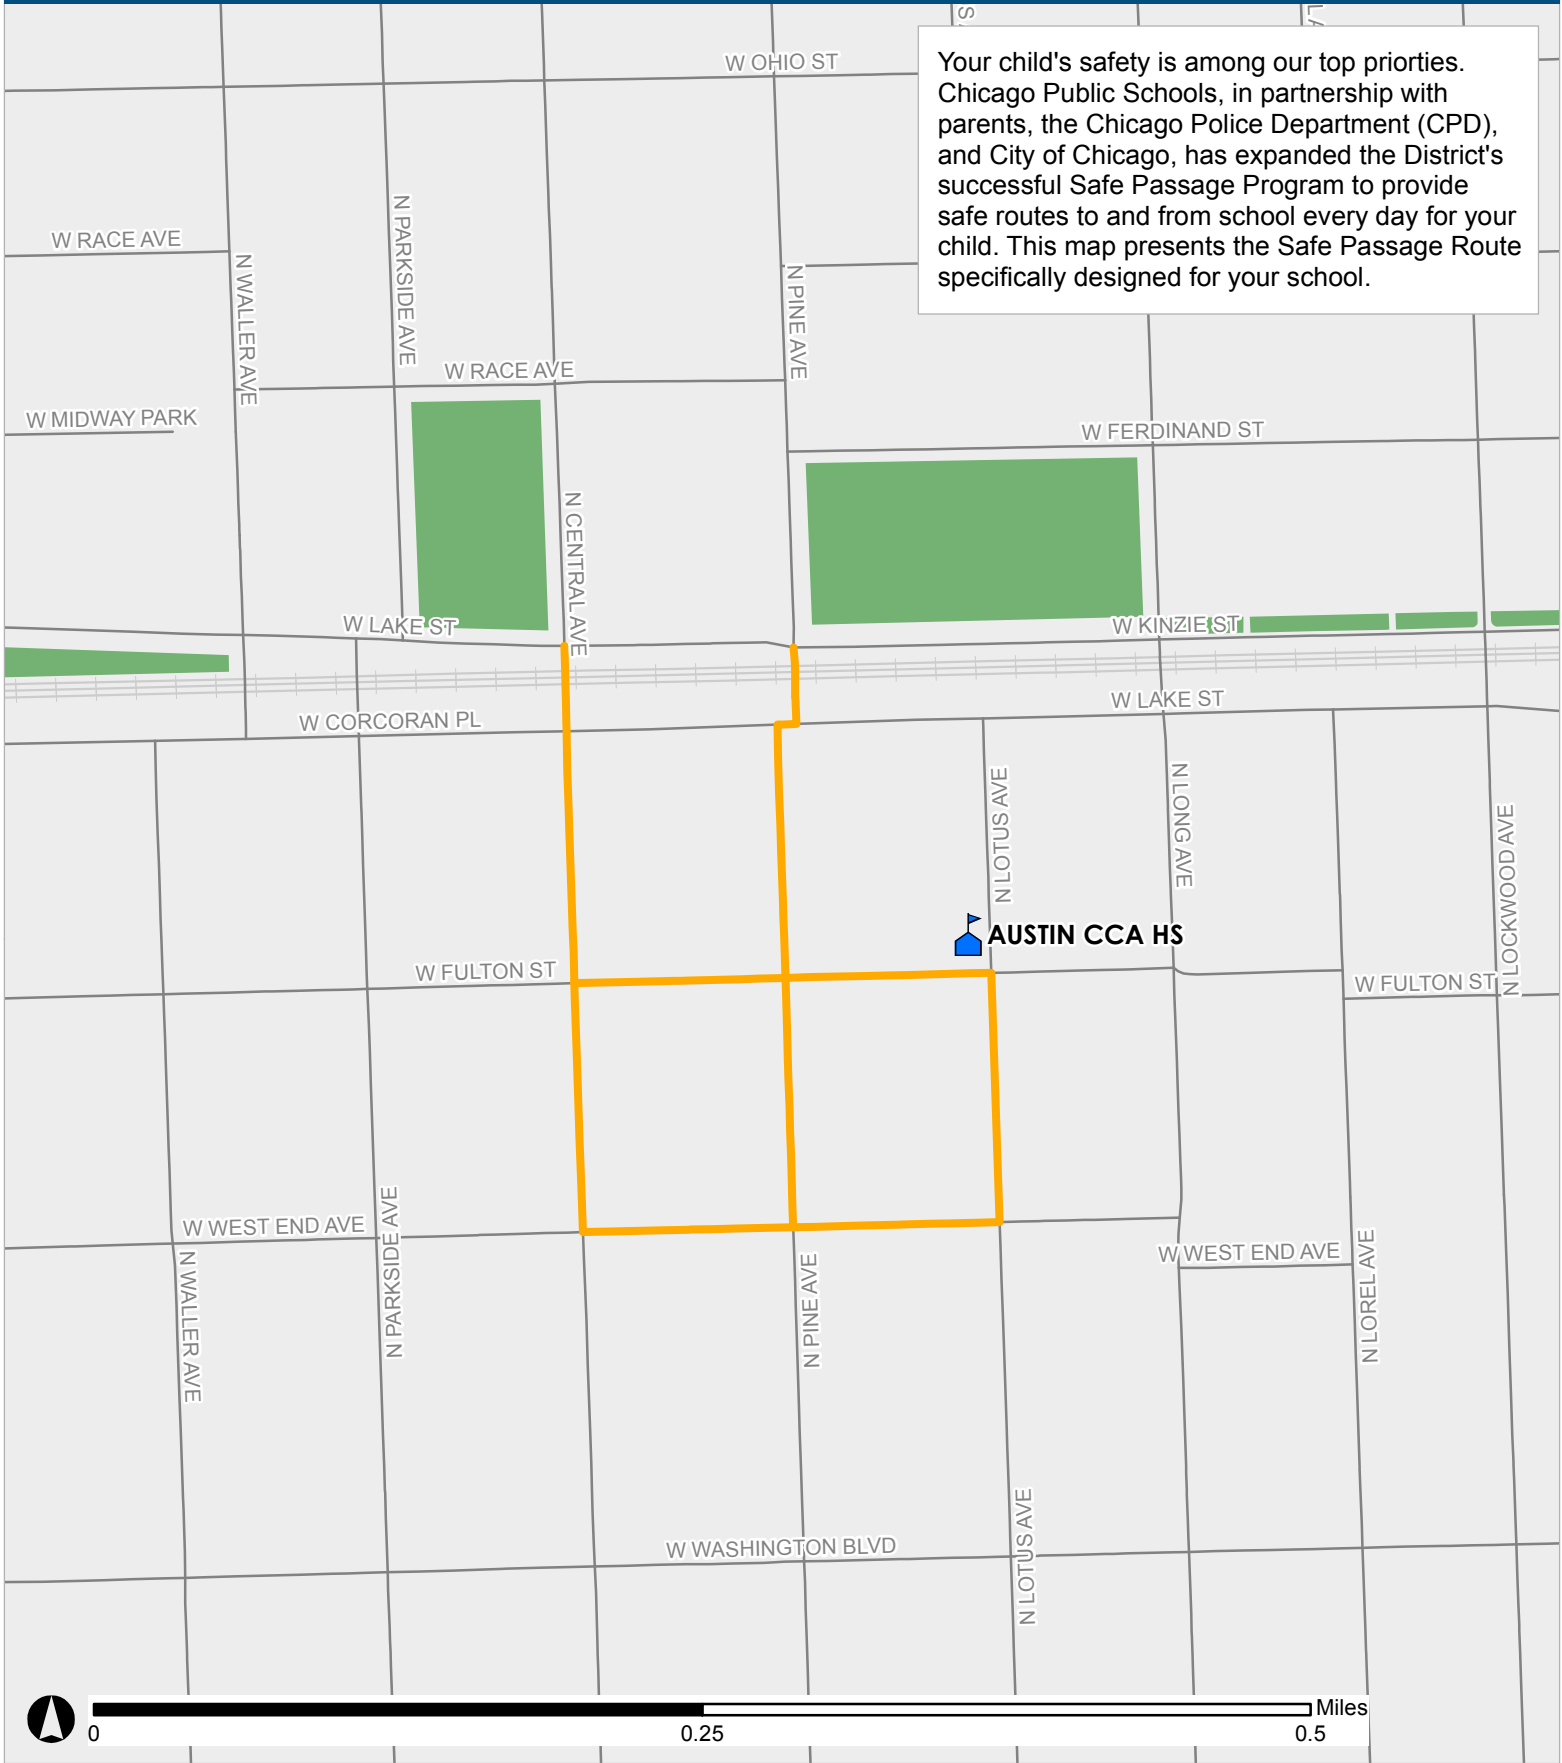 S
LA
W OHIO ST
Your child's safety is among our top priorties.
Chicago Public Schools, in partnership with
parents, the Chicago Police Department (CPD),
and City of Chicago, has expanded the District's
successful Safe Passage Program to provide
safe routes to and from school every day for your
child. This map presents the Safe Passage Route
specifically designed for your school.
W RACE AVE
N WALLER AVE
N PARKSIDE AVE
N PINE AVE
W RACE AVE
W MIDWAY PARK
W FERDINAND ST
N CENTRAL AVE
W LAKE ST
W KINZIE ST
W LAKE ST
W CORCORAN PL
N LOTUS AVE
N LONG AVE
N LOCKWOOD AVE
AUSTIN CCA HS
W FULTON ST
W FULTON ST
W WEST END AVE
N PARKSIDE AVE
N WALLER AVE
N PINE AVE
W WEST END AVE
N LOREL AVE
W WASHINGTON BLVD
N LOTUS AVE
Miles
0
0.25
0.5